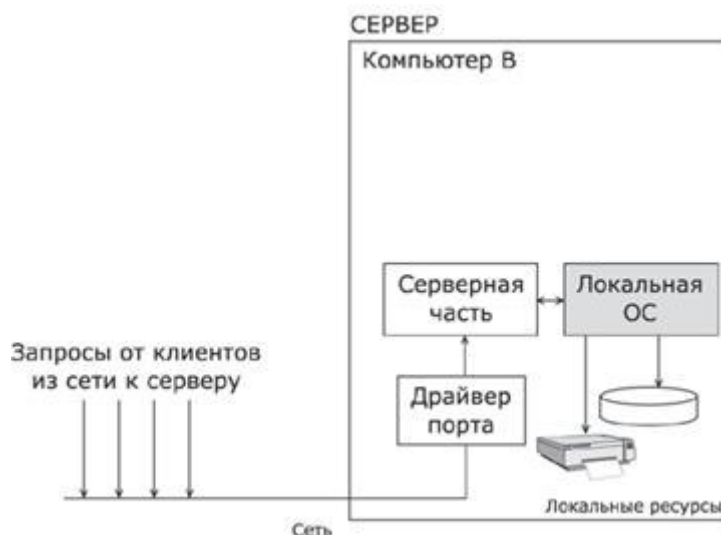 СЕРВЕР
Компьютер В
Серверная
часть
Локальная
ОС
Запросы от клиентов
из сети к серверу
Драйвер
порта
Локальные ресурсы
Сеть